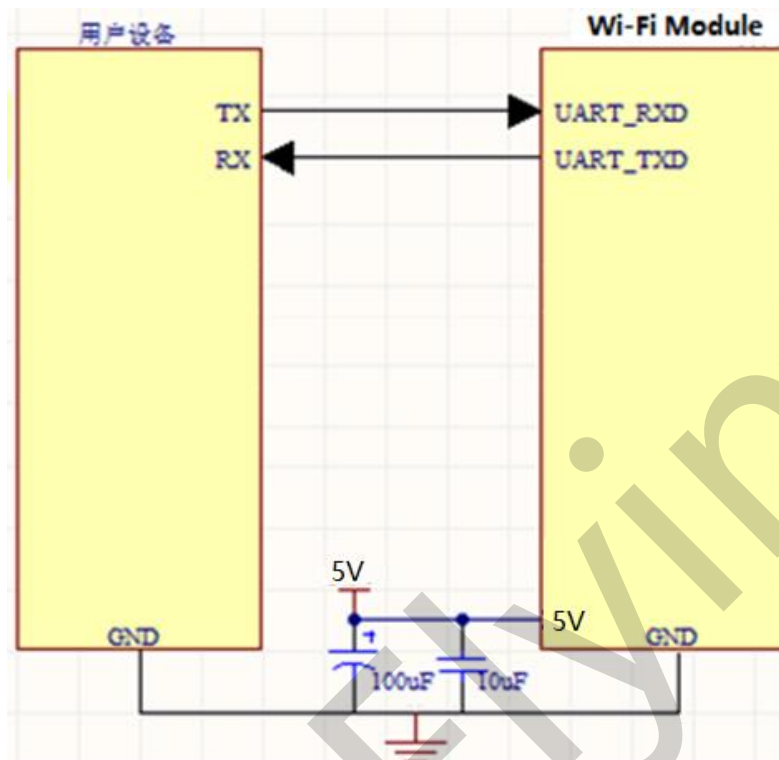 用户设备
Wi-Fi Module
TX
UART_RXD
RX
UART_TXD
5V
5V
GND
GND
100uF
10uF